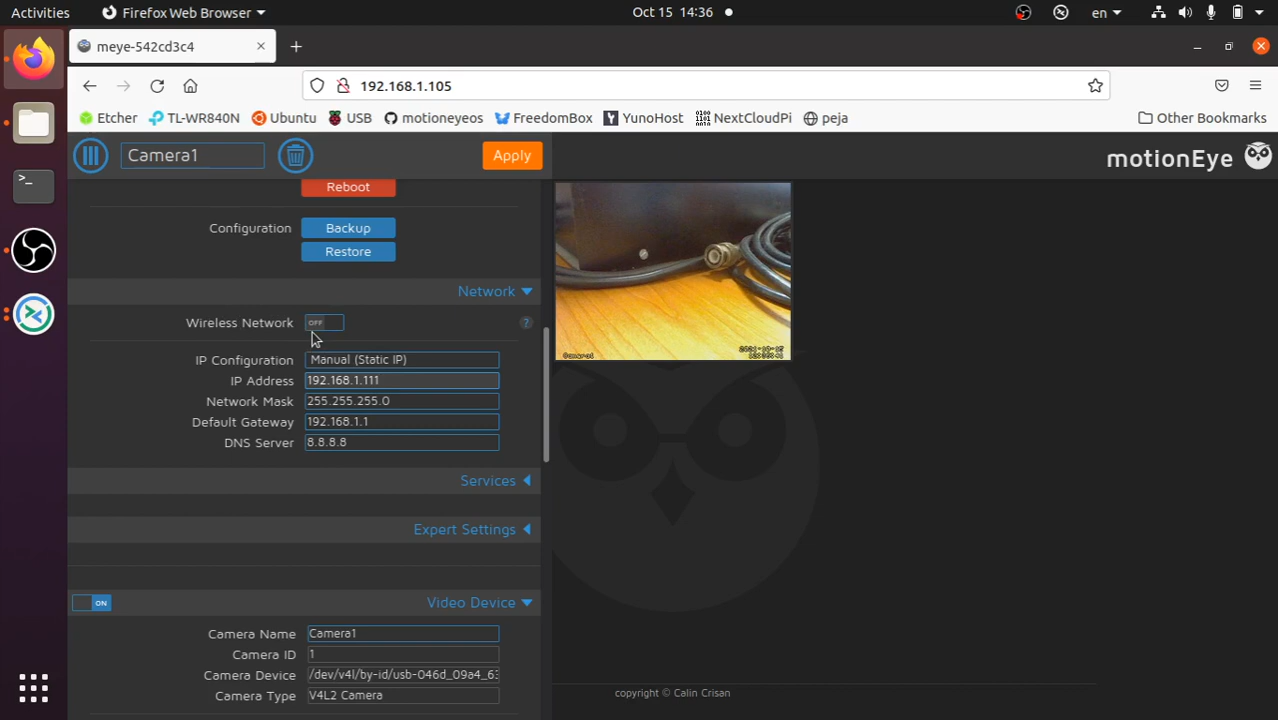 Activities Firefox Web Browser Oct 15 14:36 en
meye-542cd3c4
192.168.1.105
Etcher TL-WR840N Ubuntu USB motioneyeos FreedomBox YunoHost NextCloudPi peja Other Bookmarks
Camera1 Apply motionEye
Reboot
Configuration Backup
Restore
Network
Wireless Network OFF ?
IP Configuration Manual (Static IP)
IP Address 192.168.1.111
Network Mask 255.255.255.0
Default Gateway 192.168.1.1
DNS Server 8.8.8.8
Services
Expert Settings
ON Video Device
Camera Name Camera1
Camera ID 1
Camera Device /dev/v4l/by-id/usb-046d_09a4_63
Camera Type V4L2 Camera
Camera1
copyright © Calin Crisan